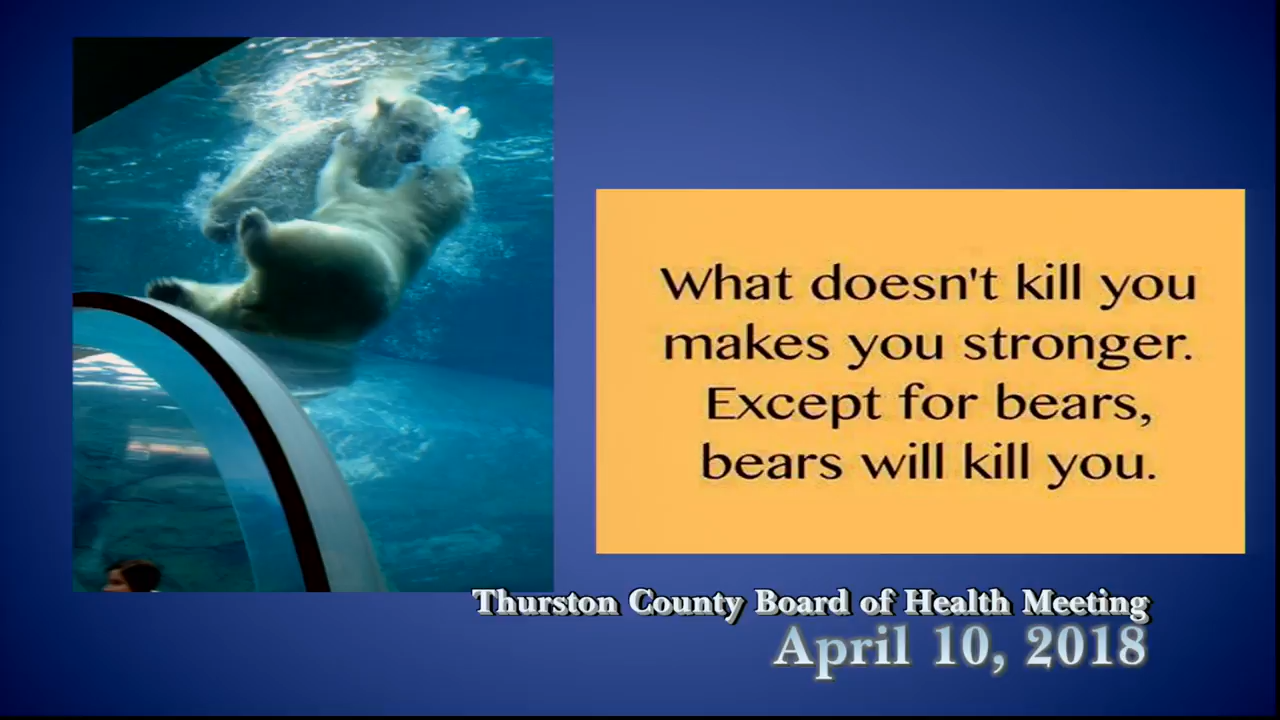 What doesn't kill you
makes you stronger.
Except for bears,
bears will kill you.
Thurston County Board of Health Meeting
April 10, 2018